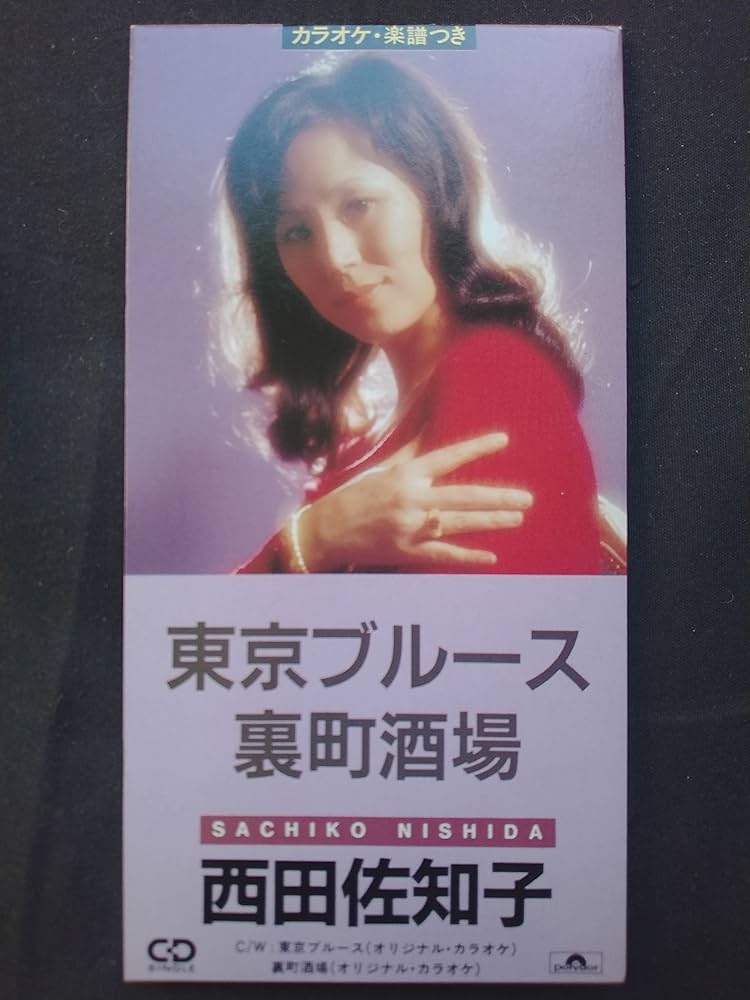 カラオケ・楽譜つき
東京ブルース
裏町酒場
SACHIKO NISHIDA
西田佐知子
C/W:東京ブルース(オリジナル・カラオケ)
裏町酒場(オリジナル・カラオケ)
CD
SINGLE
polydor